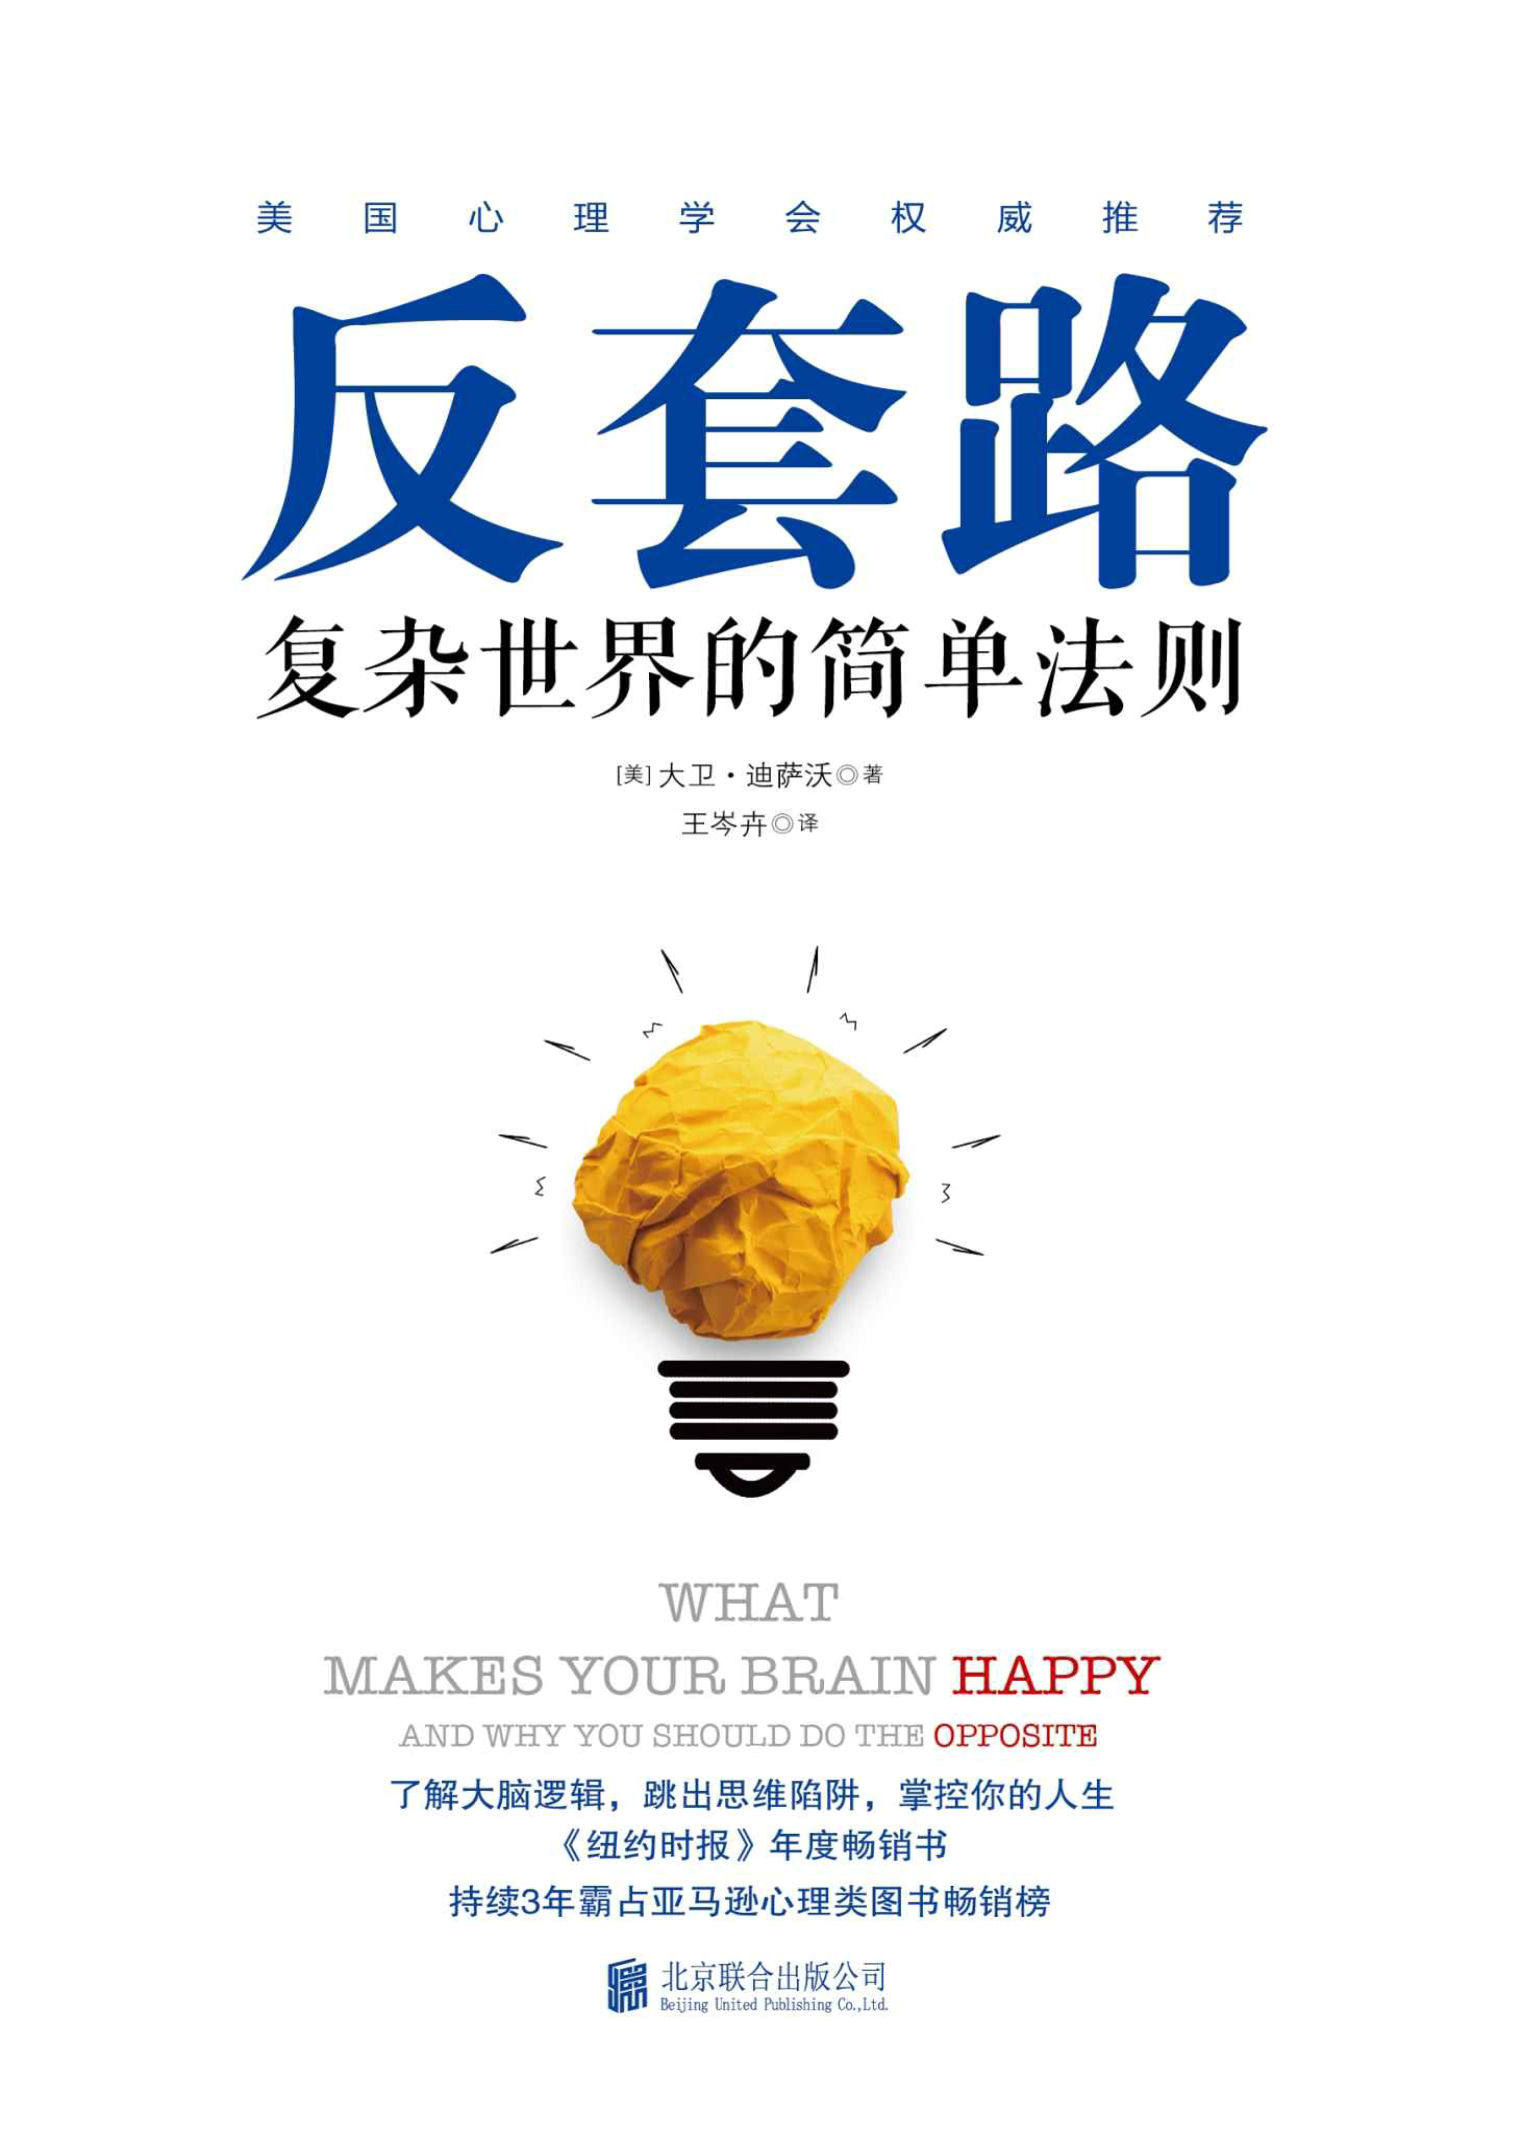 美国心理学会权威推荐
反套路
复杂世界的简单法则
[美]大卫·迪萨沃◎著
王岑卉◎译
WHAT
MAKES YOUR BRAIN HAPPY
AND WHY YOU SHOULD DO THE OPPOSITE
了解大脑逻辑，跳出思维陷阱，掌控你的人生
《纽约时报》年度畅销书
持续3年霸占亚马逊心理类图书畅销榜
北京联合出版公司
Beijing United Publishing Co.,Ltd.